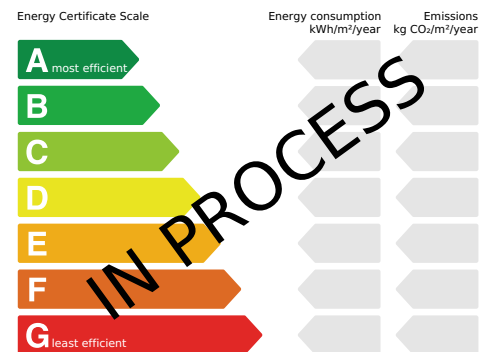 Energy Certificate Scale
Energy consumption
kWh/m²/year
Emissions
kg CO₂/m²/year
A most efficient
B
C
D
E
F
G least efficient
IN PROCESS